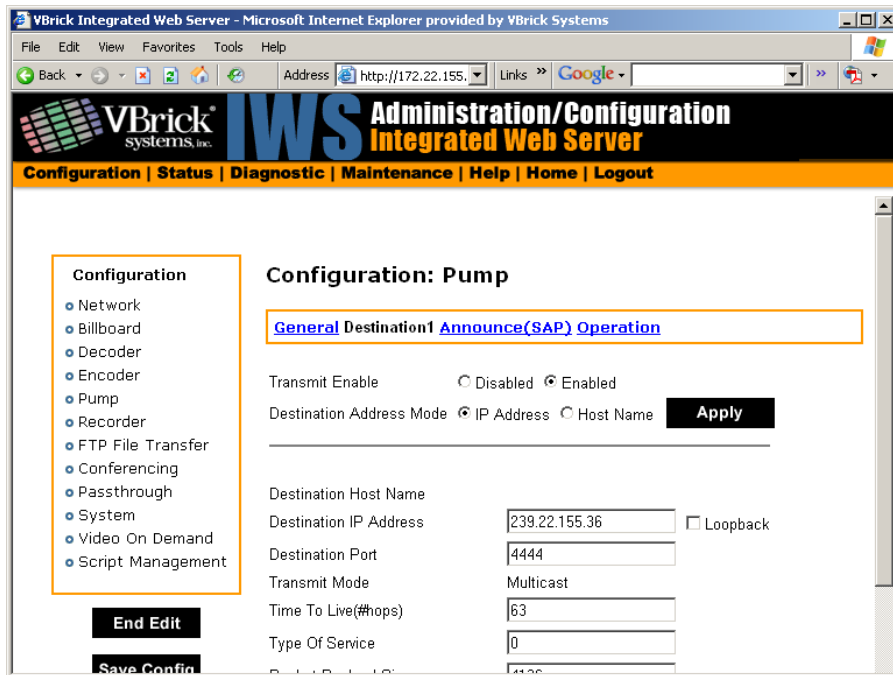 VBrick Integrated Web Server - Microsoft Internet Explorer provided by VBrick Systems
File Edit View Favorites Tools Help
Back Address http://172.22.155. Links » Google »
VBrick systems, inc. IWS Administration/Configuration
Integrated Web Server
Configuration | Status | Diagnostic | Maintenance | Help | Home | Logout
Configuration
Network
Billboard
Decoder
Encoder
Pump
Recorder
FTP File Transfer
Conferencing
Passthrough
System
Video On Demand
Script Management
End Edit
Save Config
Configuration: Pump
General Destination1 Announce(SAP) Operation
Transmit Enable Disabled Enabled
Destination Address Mode IP Address Host Name Apply
Destination Host Name
Destination IP Address 239.22.155.36 Loopback
Destination Port 4444
Transmit Mode Multicast
Time To Live(#hops) 63
Type Of Service 0